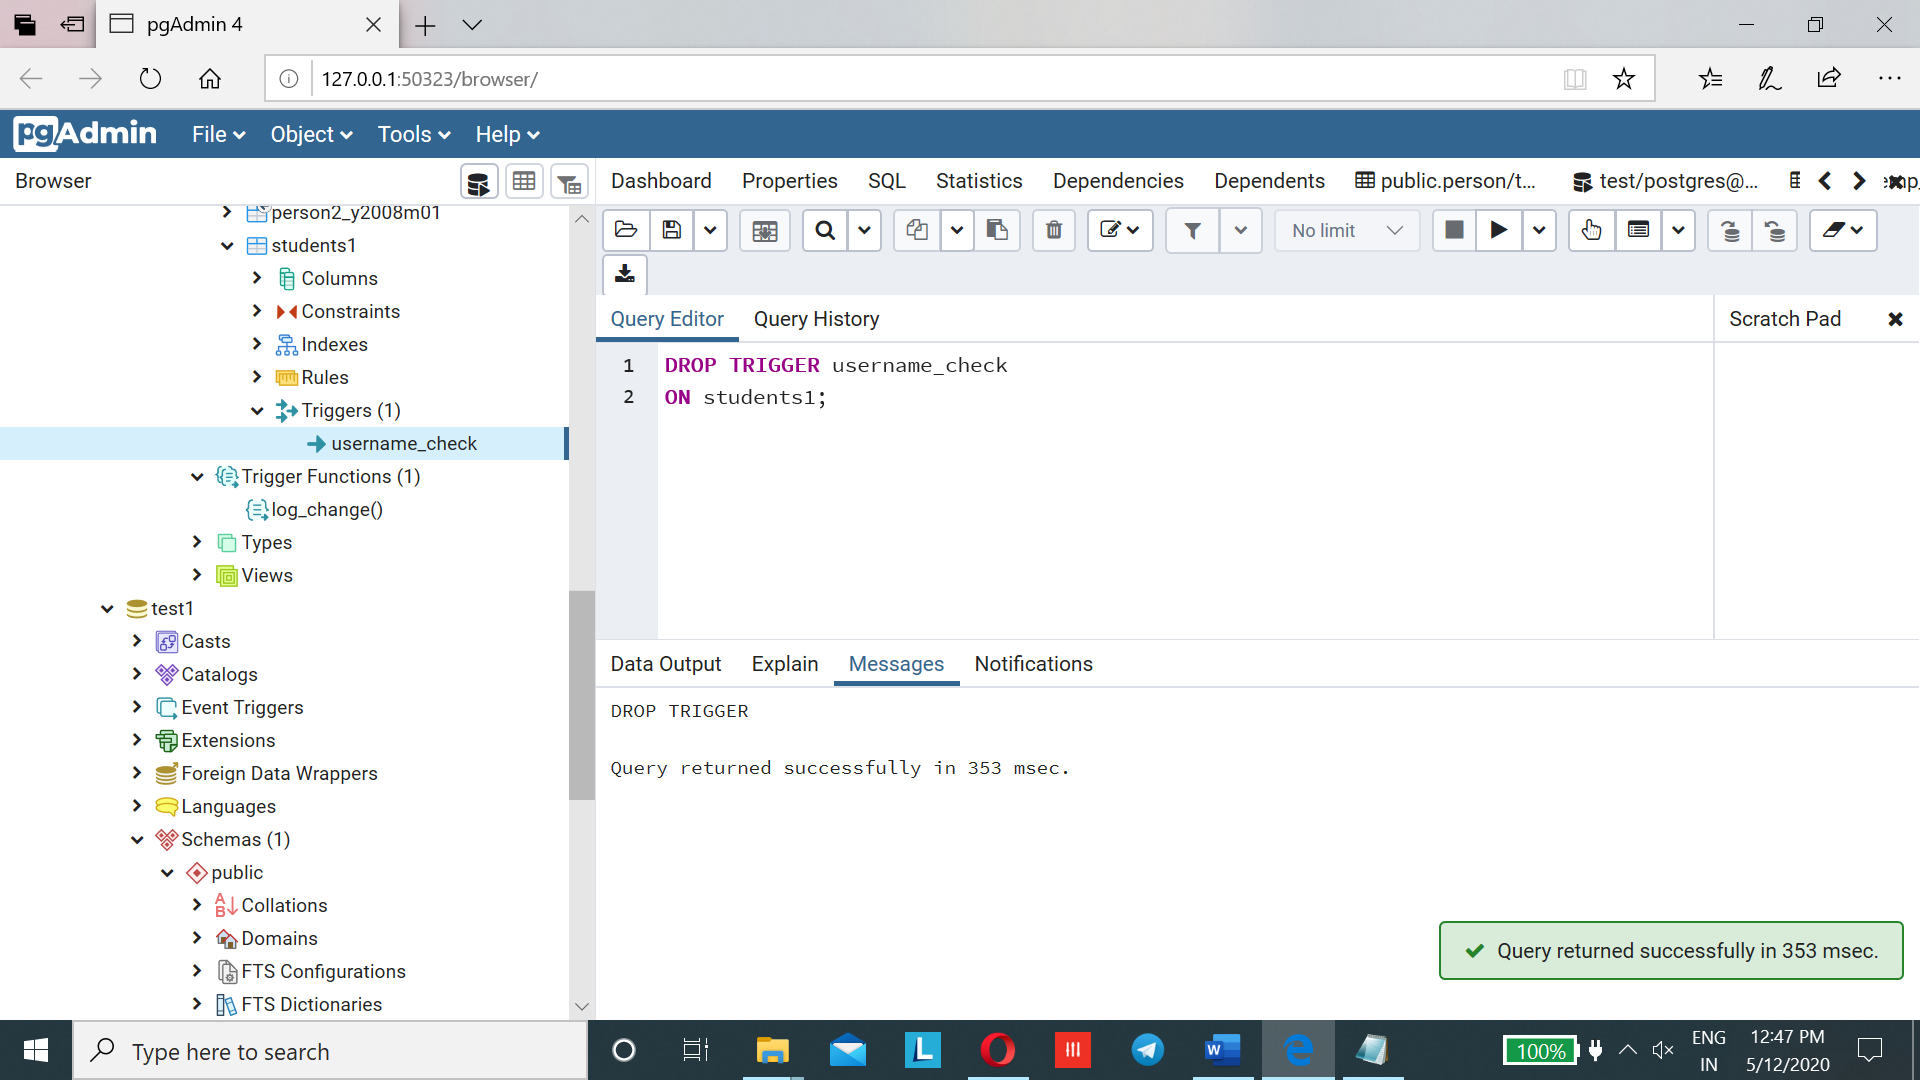 pgAdmin 4
127.0.0.1:50323/browser/
pgAdmin File Object Tools Help
Browser
Dashboard Properties SQL Statistics Dependencies Dependents public.person/t... test/postgres@...
person2_y2008m01
students1
Columns
Constraints
Indexes
Rules
Triggers (1)
username_check
Trigger Functions (1)
log_change()
Types
Views
test1
Casts
Catalogs
Event Triggers
Extensions
Foreign Data Wrappers
Languages
Schemas (1)
public
Collations
Domains
FTS Configurations
FTS Dictionaries
No limit
Query Editor Query History
Scratch Pad
1 DROP TRIGGER username_check
2 ON students1;
Data Output Explain Messages Notifications
DROP TRIGGER
Query returned successfully in 353 msec.
Query returned successfully in 353 msec.
Type here to search
100%
ENG
IN
12:47 PM
5/12/2020